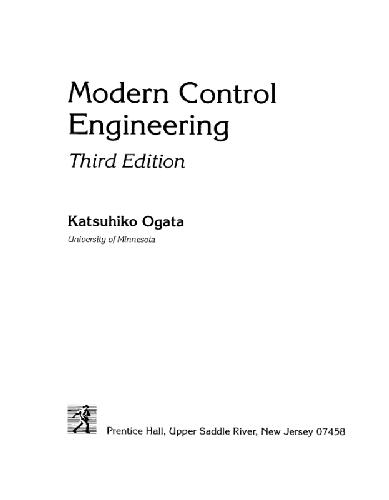 Modern Control
Engineering
Third Edition
Katsuhiko Ogata
University of Minnesota
Prentice Hall, Upper Saddle River, New Jersey 07458